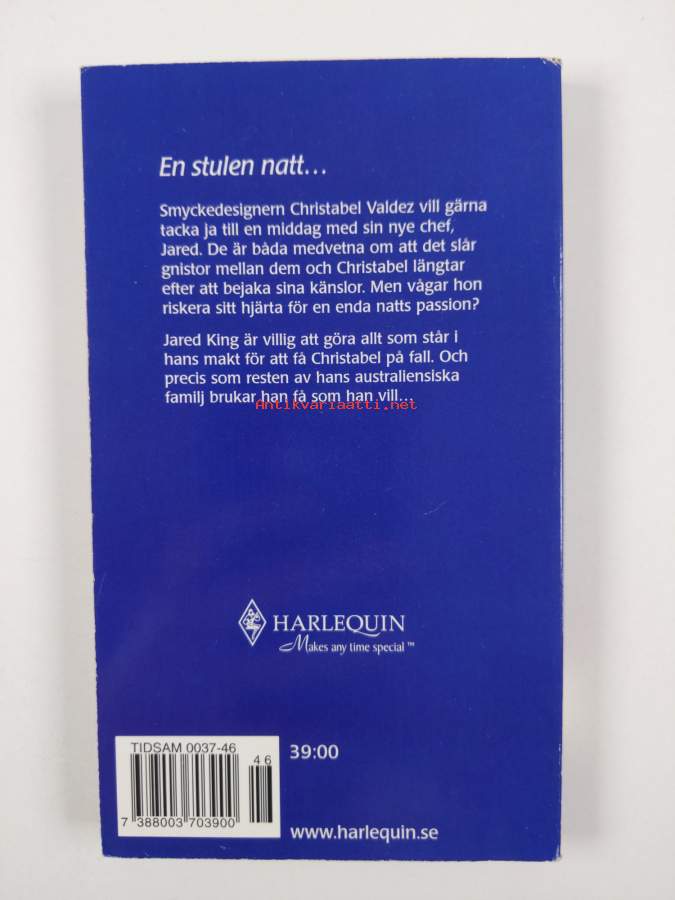 En stulen natt...
Smyckedesignern Christabel Valdez vill gärna
tacka ja till en middag med sin nye chef,
Jared. De är båda medvetna om att det slår
gnistor mellan dem och Christabel längtar
efter att bejaka sina känslor. Men vågar hon
riskera sitt hjärta för en enda natts passion?
Jared King är villig att göra allt som står i
hans makt för att få Christabel på fall. Och
precis som resten av hans australiensiska
familj brukar han få som han vill...
Antikvariaatti.net
HARLEQUIN
Makes any time special™
TIDSAM 0037-46
46
39:00
7 388003 703900
www.harlequin.se